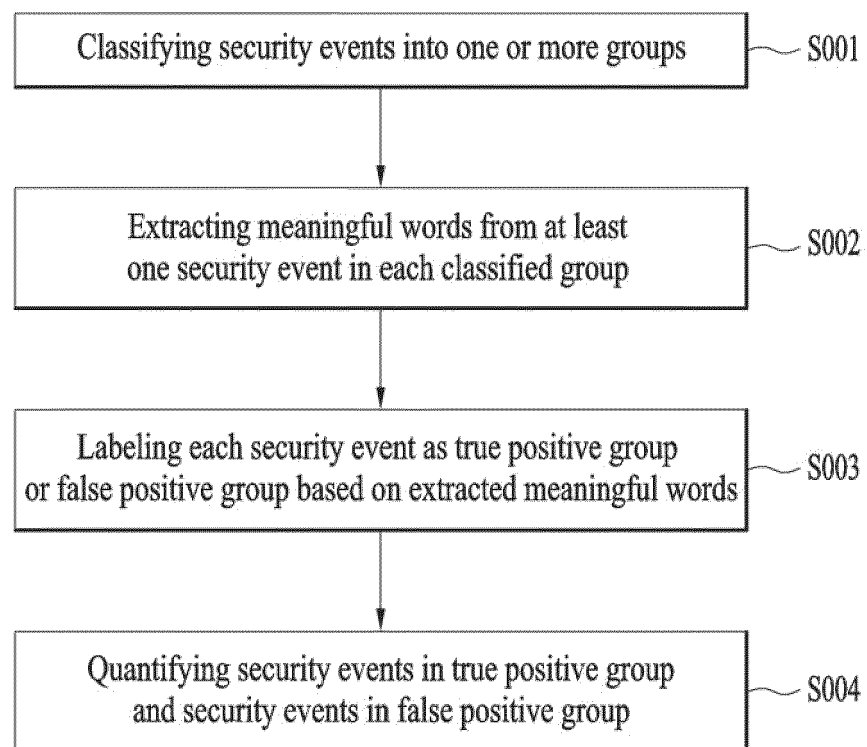 Classifying security events into one or more groups
S001
Extracting meaningful words from at least
one security event in each classified group
S002
Labeling each security event as true positive group
or false positive group based on extracted meaningful words
S003
Quantifying security events in true positive group
and security events in false positive group
S004